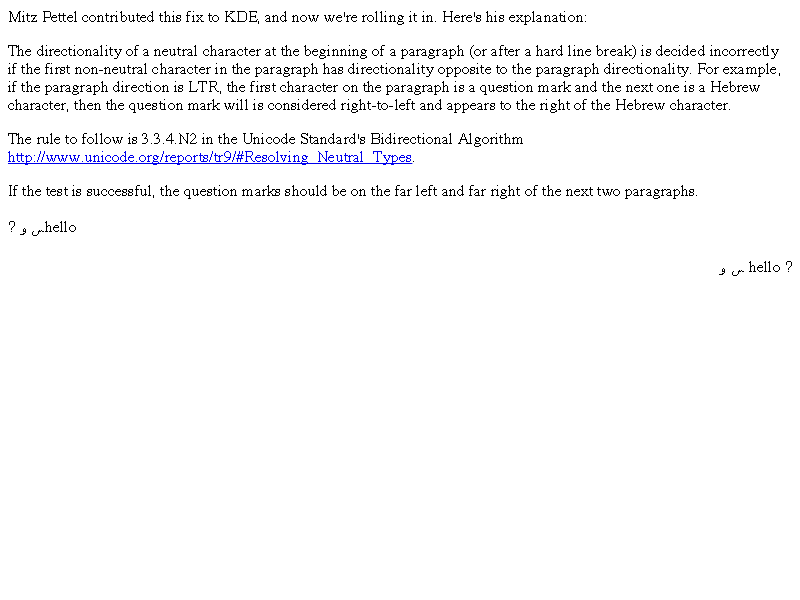 Mitz Pettel contributed this fix to KDE, and now we're rolling it in. Here's his explanation:
The directionality of a neutral character at the beginning of a paragraph (or after a hard line break) is decided incorrectly
if the first non-neutral character in the paragraph has directionality opposite to the paragraph directionality. For example,
if the paragraph direction is LTR, the first character on the paragraph is a question mark and the next one is a Hebrew
character, then the question mark will is considered right-to-left and appears to the right of the Hebrew character.
The rule to follow is 3.3.4.N2 in the Unicode Standard's Bidirectional Algorithm
http://www.unicode.org/reports/tr9/#Resolving_Neutral_Types.
If the test is successful, the question marks should be on the far left and far right of the next two paragraphs.
? س وhello
? hello س و